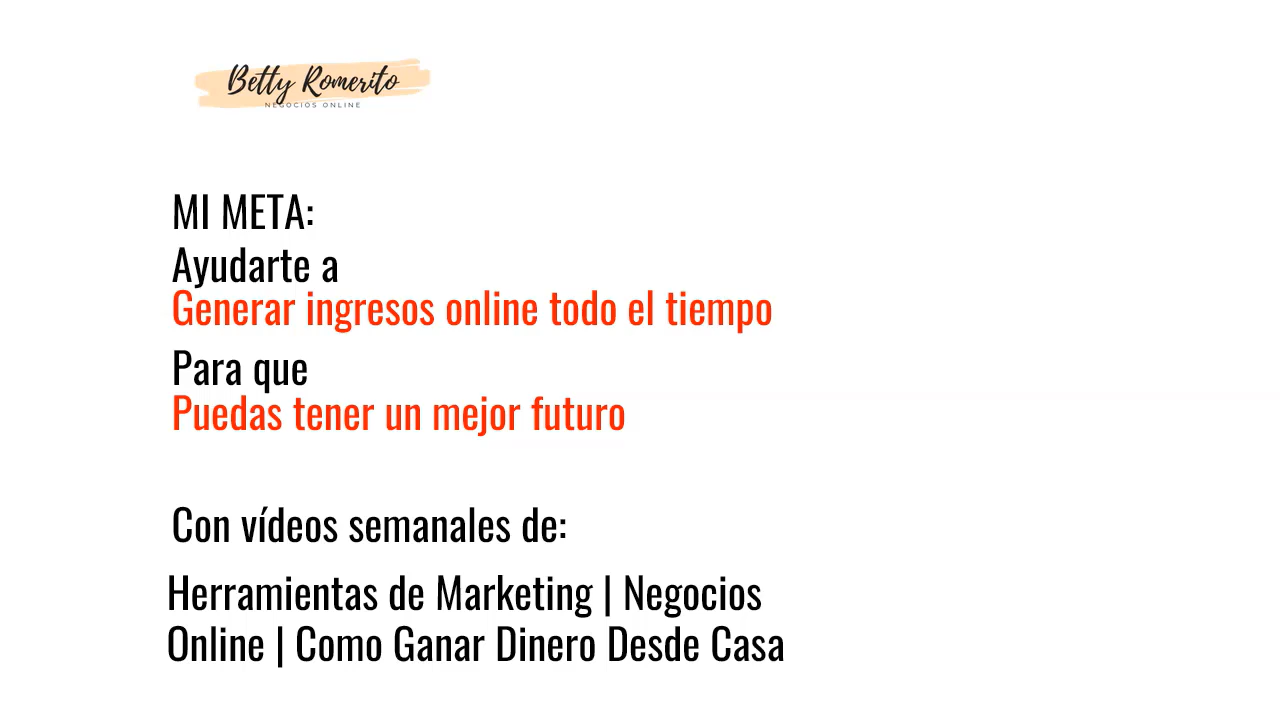 Betty Romerito
NEGOCIOS ONLINE
MI META:
Ayudarte a
Generar ingresos online todo el tiempo
Para que
Puedas tener un mejor futuro
Con vídeos semanales de:
Herramientas de Marketing | Negocios
Online | Como Ganar Dinero Desde Casa